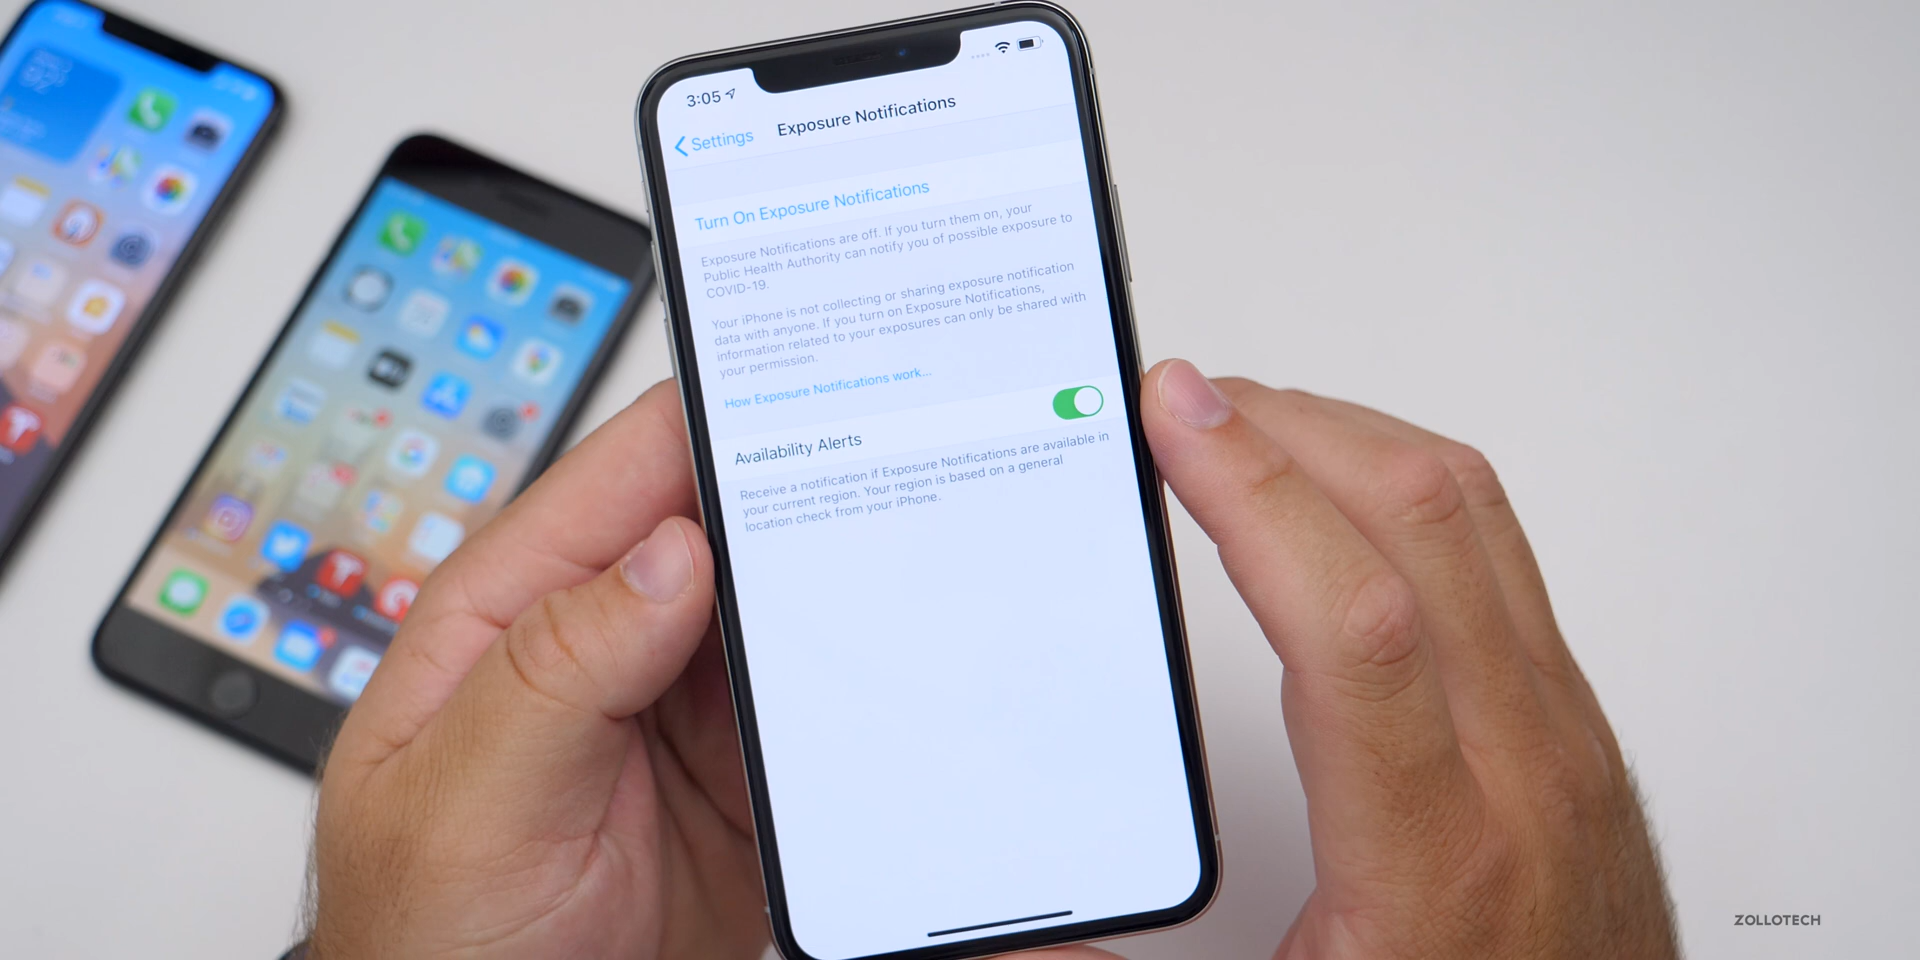 3:05
Settings
Exposure Notifications
Turn On Exposure Notifications
Exposure Notifications are off. If you turn them on, your
Public Health Authority can notify you of possible exposure to
COVID-19.
Your iPhone is not collecting or sharing exposure notification
data with anyone. If you turn on Exposure Notifications,
information related to your exposures can only be shared with
your permission.
How Exposure Notifications work...
Availability Alerts
Receive a notification if Exposure Notifications are available in
your current region. Your region is based on a general
location check from your iPhone.
ZOLLOTECH